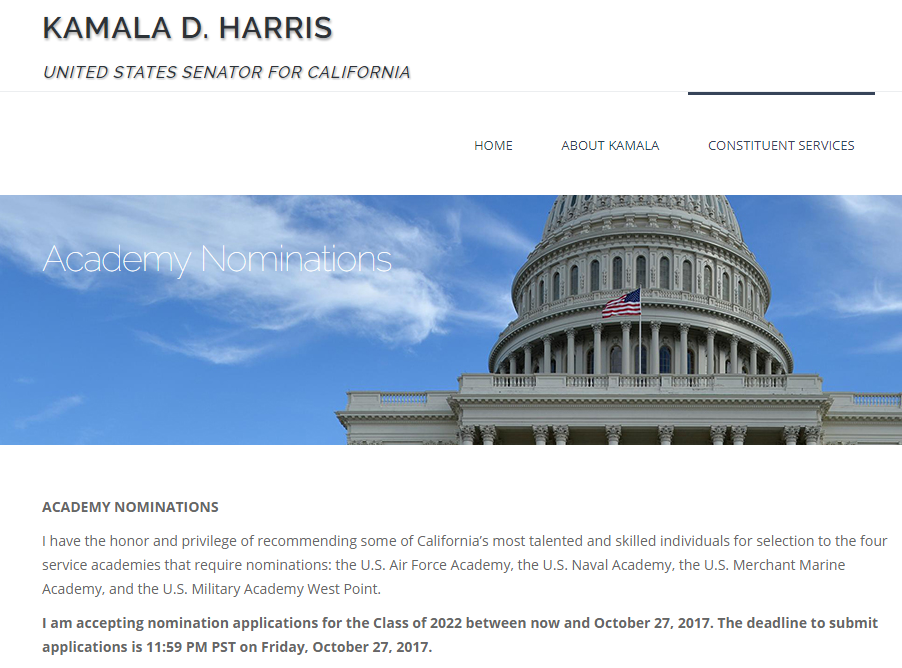 KAMALA D. HARRIS
UNITED STATES SENATOR FOR CALIFORNIA
HOME ABOUT KAMALA CONSTITUENT SERVICES
Academy Nominations
ACADEMY NOMINATIONS
I have the honor and privilege of recommending some of California’s most talented and skilled individuals for selection to the four
service academies that require nominations: the U.S. Air Force Academy, the U.S. Naval Academy, the U.S. Merchant Marine
Academy, and the U.S. Military Academy West Point.
I am accepting nomination applications for the Class of 2022 between now and October 27, 2017. The deadline to submit
applications is 11:59 PM PST on Friday, October 27, 2017.